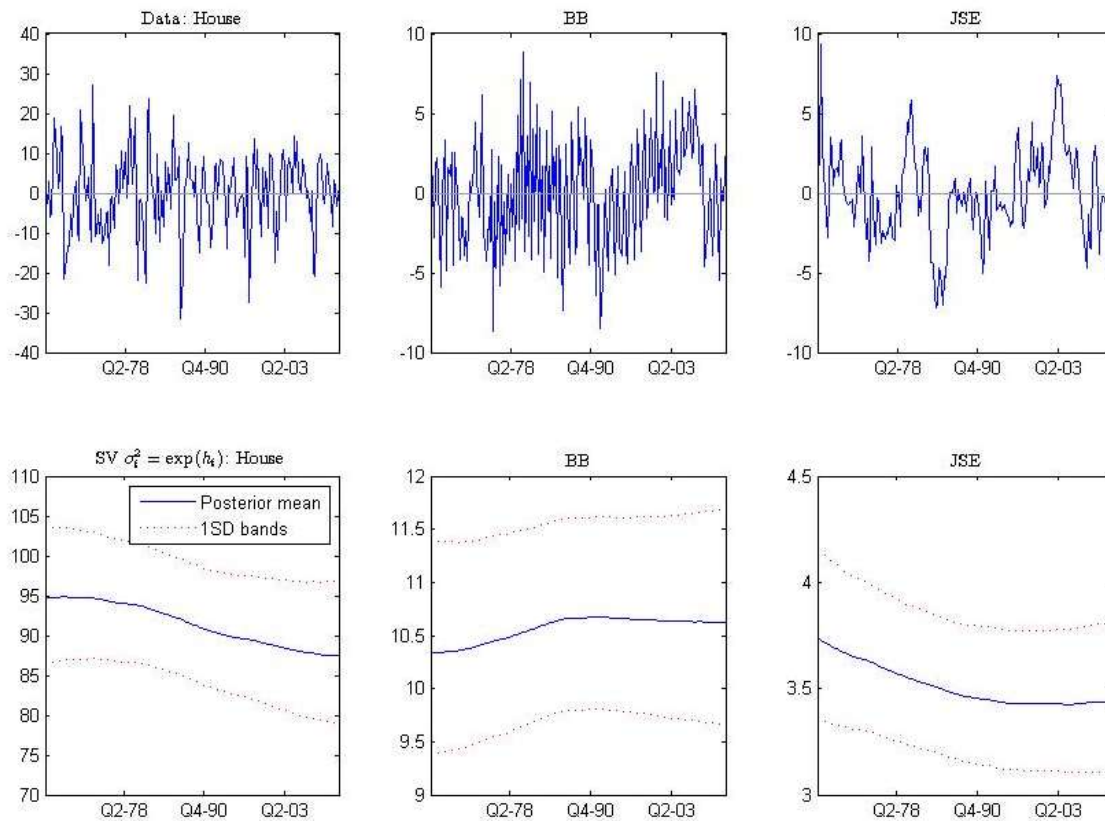 Data: House
40
30
20
10
0
-10
-20
-30
-40
Q2-78 Q4-90 Q2-03
BB
10
5
0
-5
-10
Q2-78 Q4-90 Q2-03
JSE
10
5
0
-5
-10
Q2-78 Q4-90 Q2-03
SV σ_t^2 = exp(h_t): House
110
105
100
95
90
85
80
75
70
Posterior mean
1SD bands
Q2-78 Q4-90 Q2-03
BB
12
11.5
11
10.5
10
9.5
9
Q2-78 Q4-90 Q2-03
JSE
4.5
4
3.5
3
Q2-78 Q4-90 Q2-03